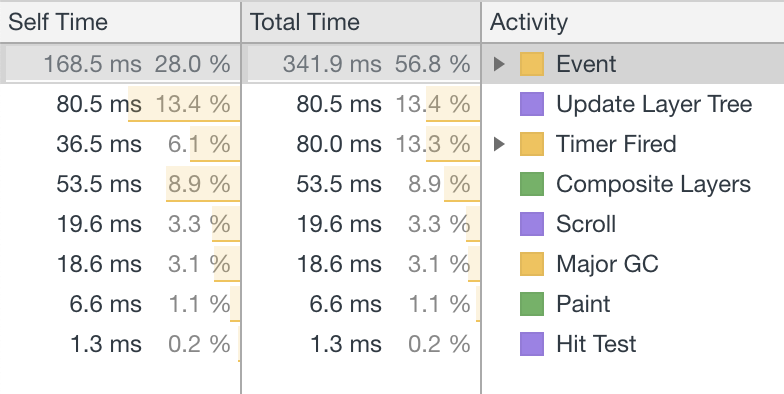 Self Time Total Time Activity
168.5 ms 28.0 % 341.9 ms 56.8 % Event
80.5 ms 13.4 % 80.5 ms 13.4 % Update Layer Tree
36.5 ms 6.1 % 80.0 ms 13.3 % Timer Fired
53.5 ms 8.9 % 53.5 ms 8.9 % Composite Layers
19.6 ms 3.3 % 19.6 ms 3.3 % Scroll
18.6 ms 3.1 % 18.6 ms 3.1 % Major GC
6.6 ms 1.1 % 6.6 ms 1.1 % Paint
1.3 ms 0.2 % 1.3 ms 0.2 % Hit Test